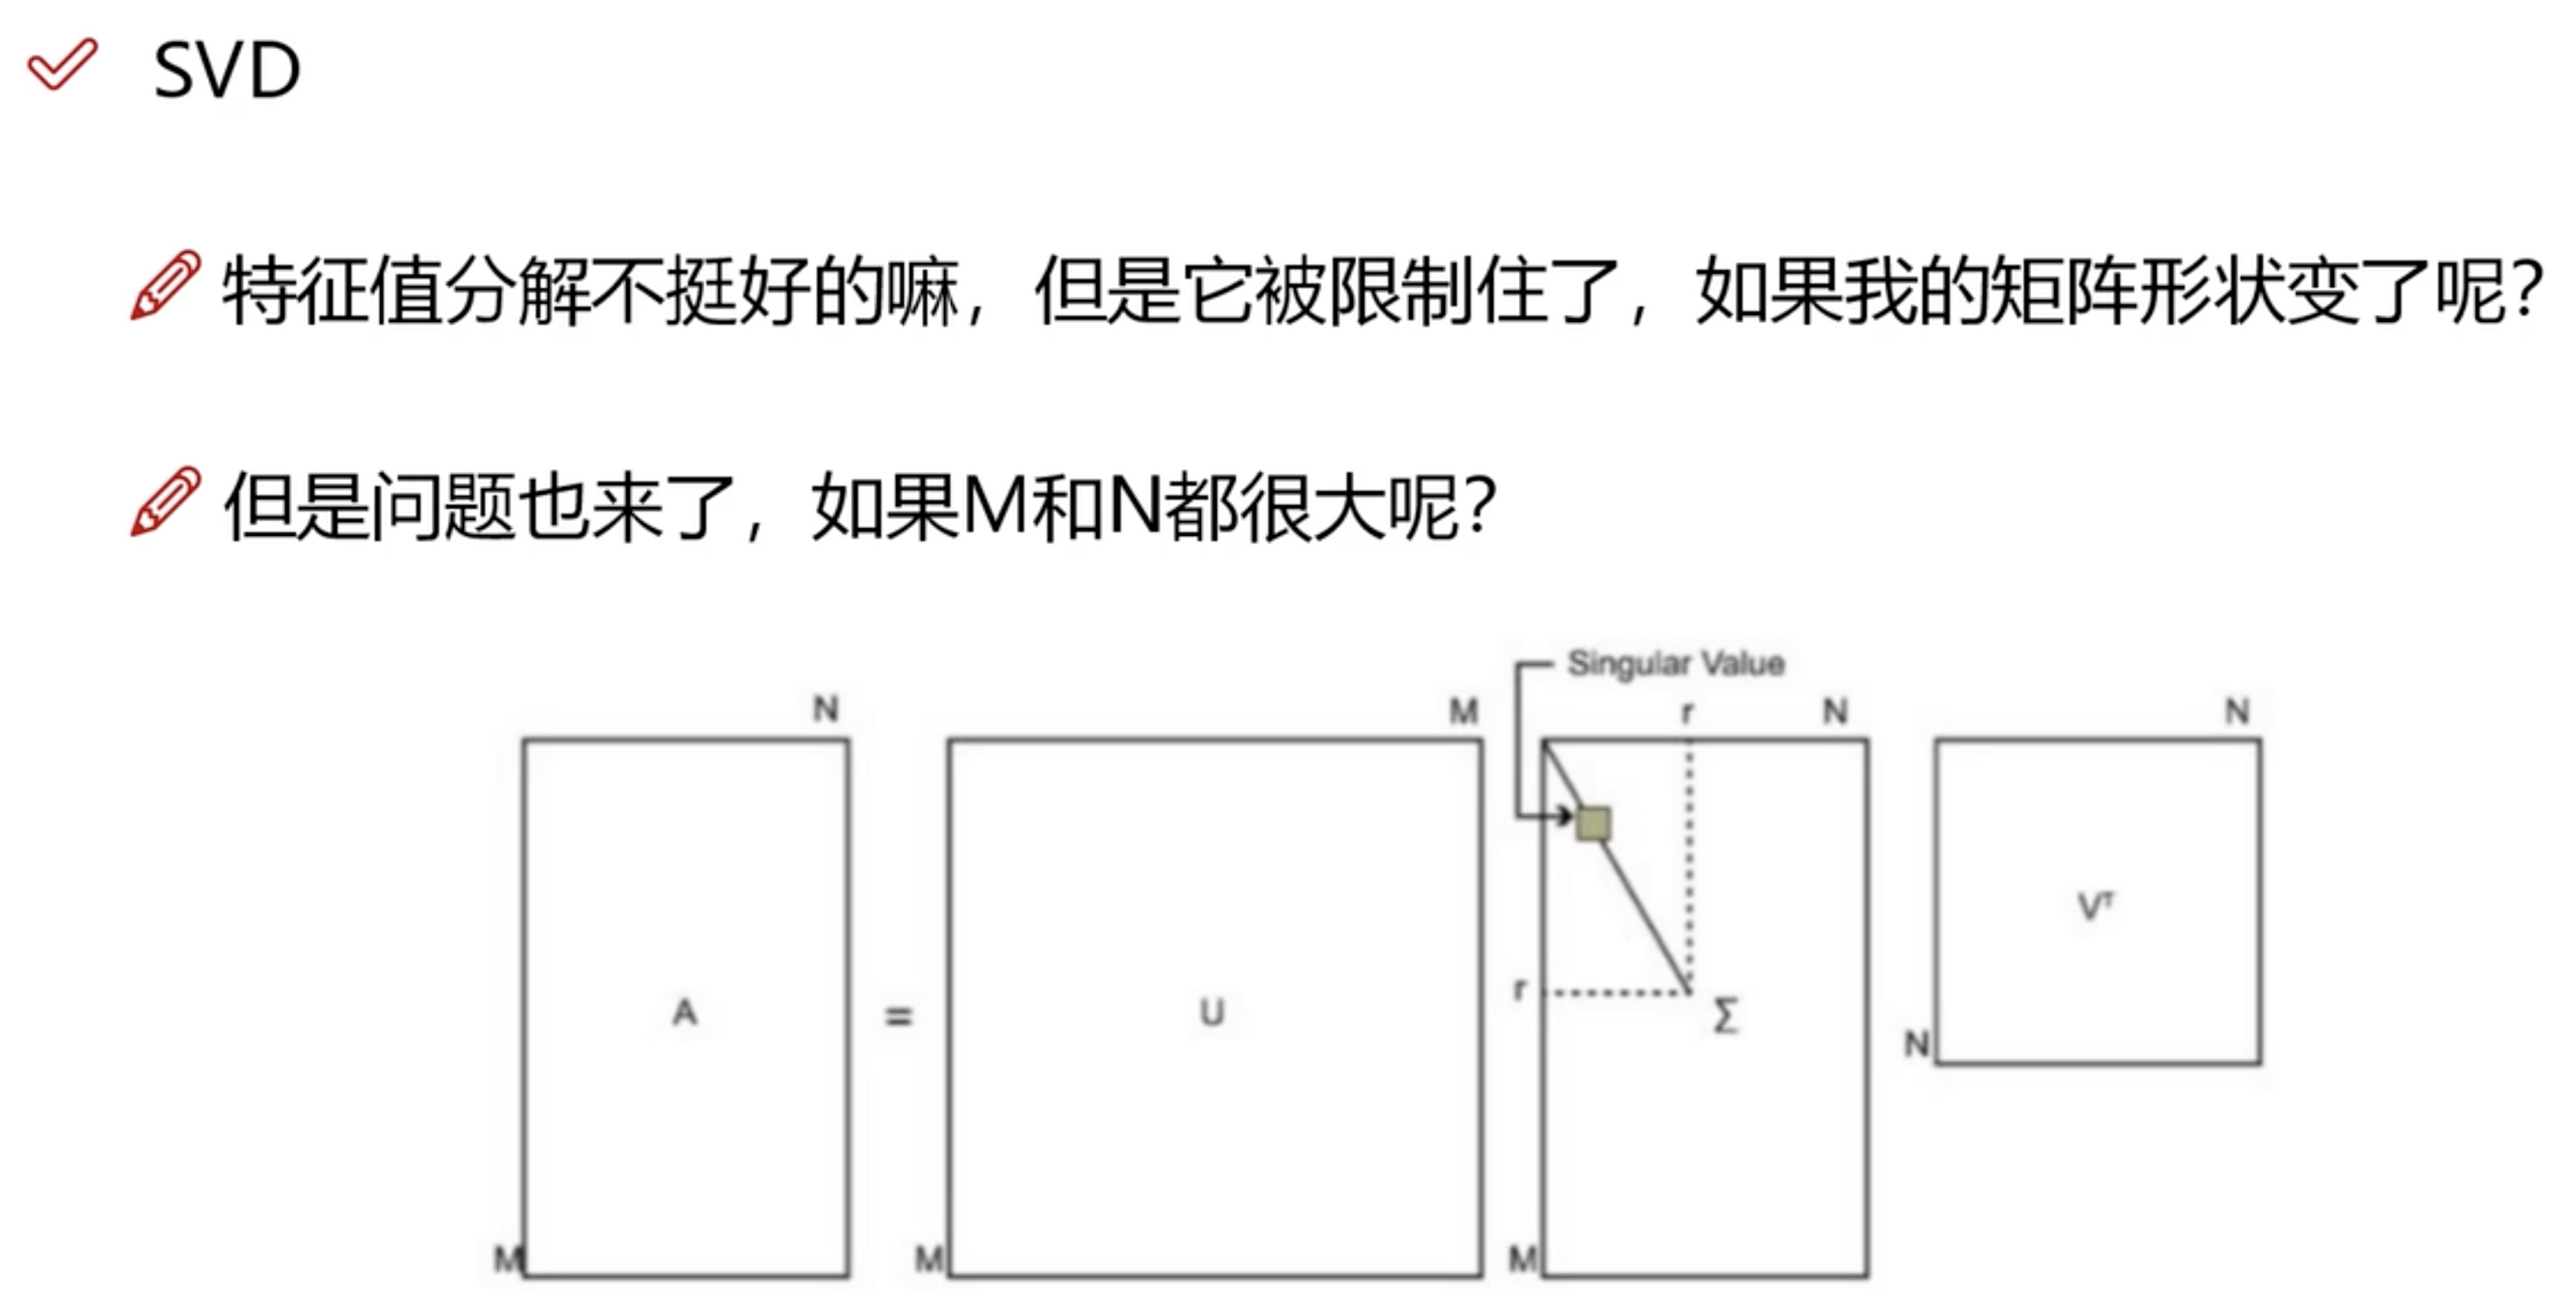 SVD
特征值分解不挺好的嘛，但是它被限制住了，如果我的矩阵形状变了呢？
但是问题也来了，如果M和N都很大呢？
Singular Value
N
M
r
N
N
A
=
U
r
Σ
Vᵀ
N
M
M
M